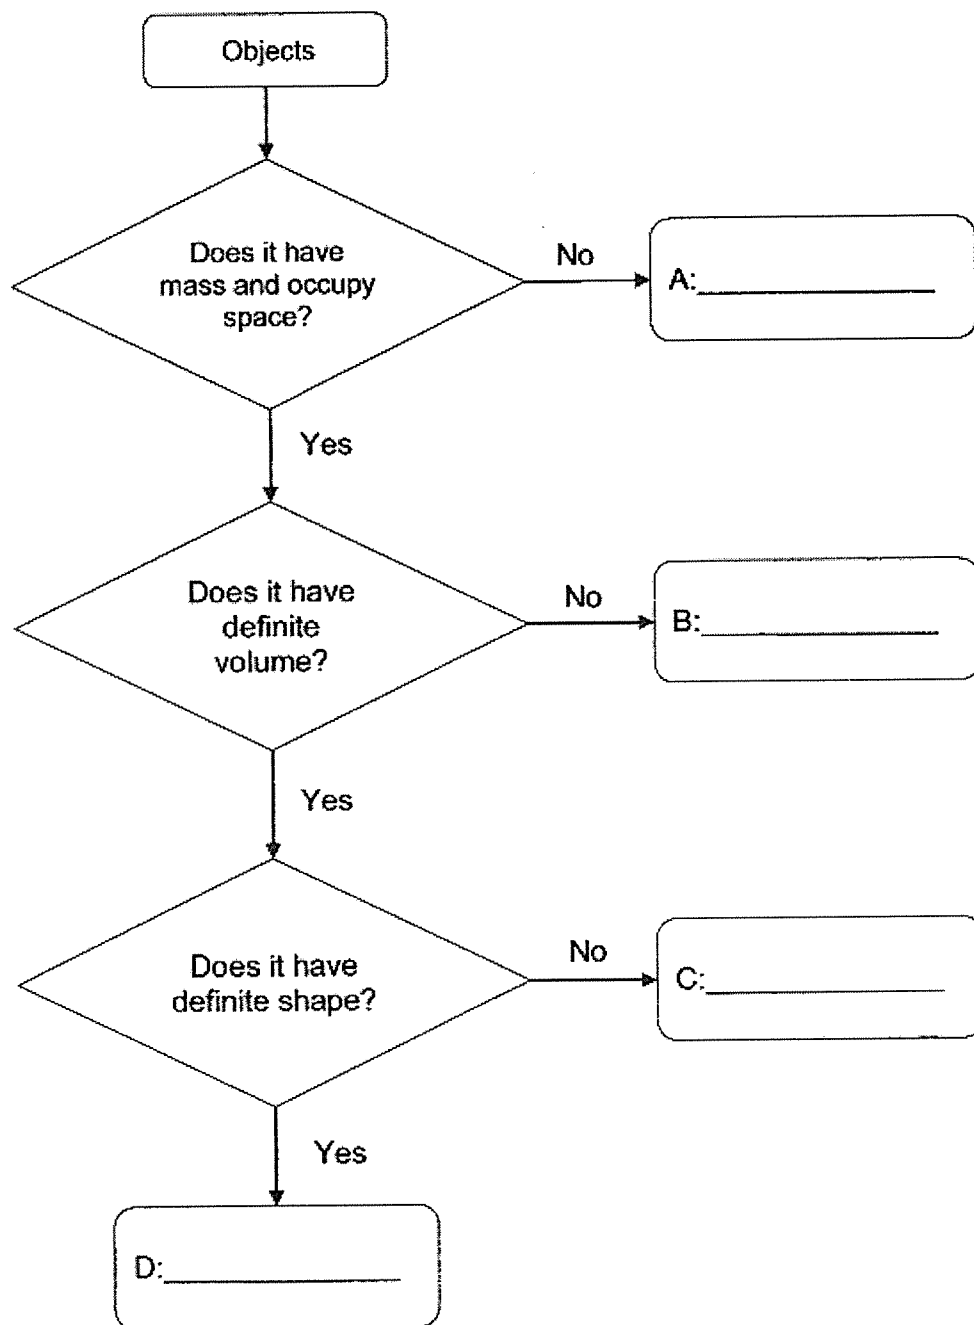 Objects
Does it have
mass and occupy
space?
No
A:
Yes
Does it have
definite
volume?
No
B:
Yes
Does it have
definite shape?
No
C:
Yes
D: